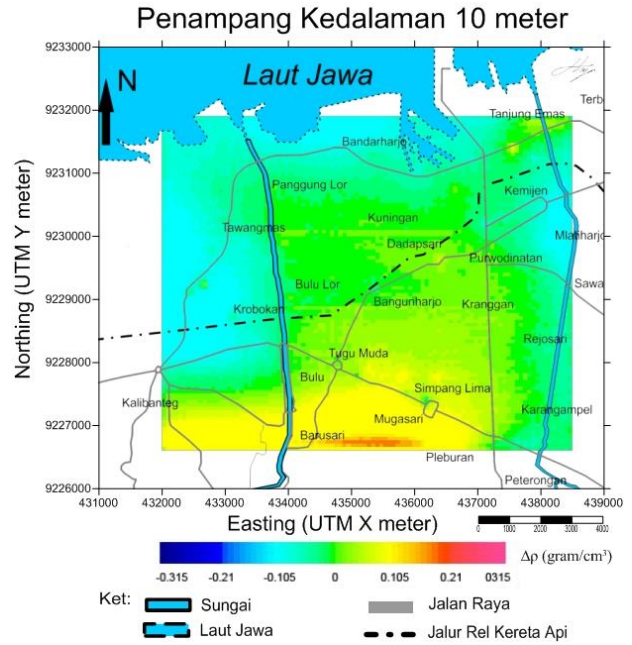 Penampang Kedalaman 10 meter
9233000
9232000
9231000
9230000
9229000
9228000
9227000
9226000
Northing (UTM Y meter)
N
Laut Jawa
Terb
Tanjung Emas
Bandarharjo
Panggung Lor
Kemijen
Kuningan
Tawangmas
Dadapsari
Mlatiharjo
Purwodinatan
Bulu Lor
Sawa
Bangunharjo
Kranggan
Krobokan
Rejosari
Tugu Muda
Bulu
Simpang Lima
Kalibanteg
Mugasari
Karangampel
Barusari
Pleburan
Peterongan
431000 432000 433000 434000 435000 436000 437000 438000 439000
Easting (UTM X meter)
0 1000 2000 3000 4000
Δρ (gram/cm³)
-0.315 -0.21 -0.105 0 0.105 0.21 0315
Ket:
Sungai
Jalan Raya
Laut Jawa
Jalur Rel Kereta Api